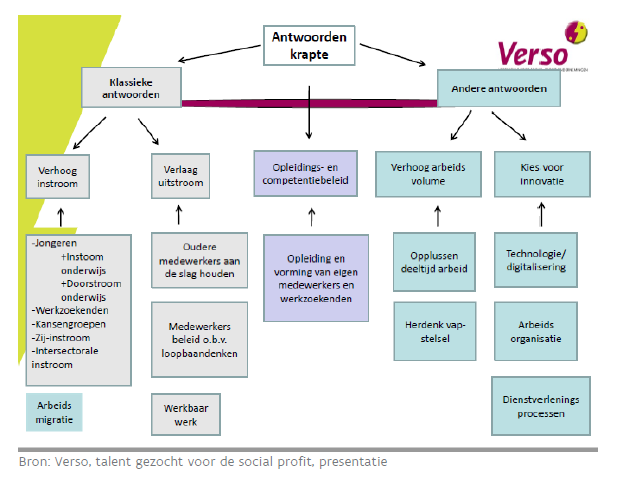 Antwoorden
krapte
Verso
Klassieke
antwoorden
Andere antwoorden
Verhoog
instroom
Verlaag
uitstroom
Opleidings- en
competentiebeleid
Verhoog arbeids
volume
Kies voor
innovatie
-Jongeren
+Instoom
onderwijs
+Doorstroom
onderwijs
-Werkzoekenden
-Kansengroepen
-Zij-instroom
-Intersectorale
instroom
Oudere
medewerkers aan
de slag houden
Opleiding en
vorming van eigen
medewerkers en
werkzoekenden
Opplussen
deeltijd arbeid
Technologie/
digitalisering
Medewerkers
beleid o.b.v.
loopbaandenken
Herdenk vap-
stelsel
Arbeids
organisatie
Arbeids
migratie
Werkbaar
werk
Dienstverlenings
processen
Bron: Verso, talent gezocht voor de social profit, presentatie